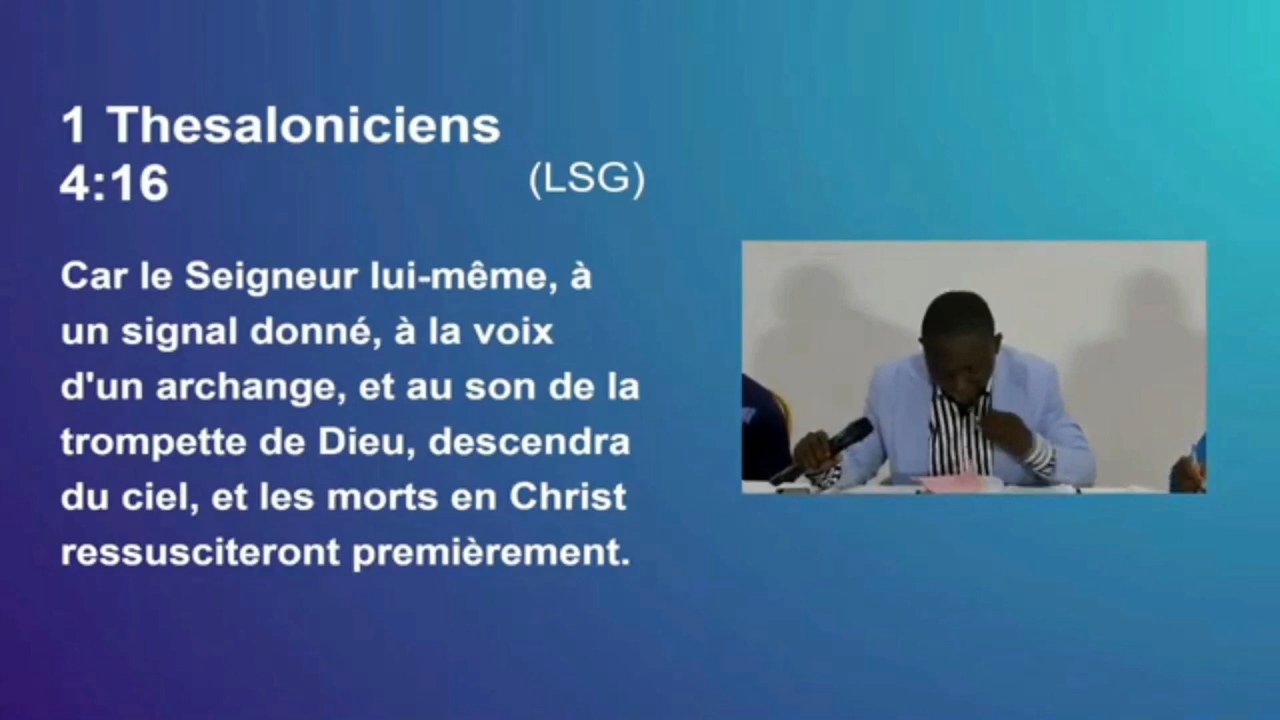 1 Thesaloniciens
4:16
(LSG)
Car le Seigneur lui-même, à
un signal donné, à la voix
d'un archange, et au son de la
trompette de Dieu, descendra
du ciel, et les morts en Christ
ressusciteront premièrement.